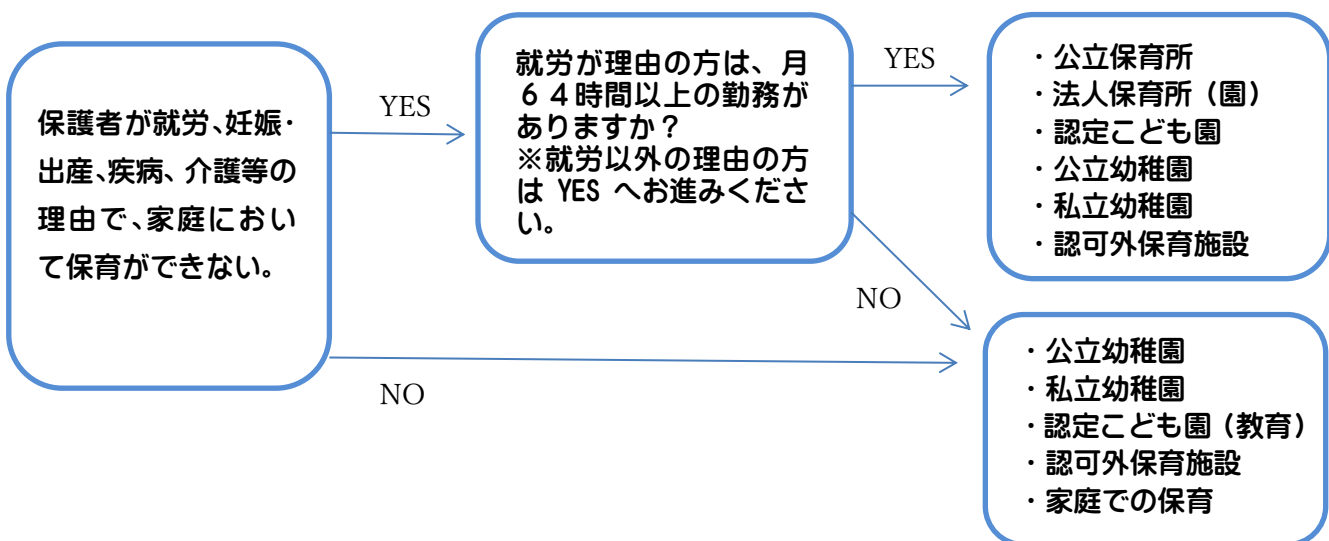 保護者が就労、妊娠・
出産、疾病、介護等の
理由で、家庭におい
て保育ができない。
YES
就労が理由の方は、月
６４時間以上の勤務が
ありますか？
※就労以外の理由の方
は YES へお進みくださ
い。
YES
・公立保育所
・法人保育所（園）
・認定こども園
・公立幼稚園
・私立幼稚園
・認可外保育施設
NO
NO
・公立幼稚園
・私立幼稚園
・認定こども園（教育）
・認可外保育施設
・家庭での保育